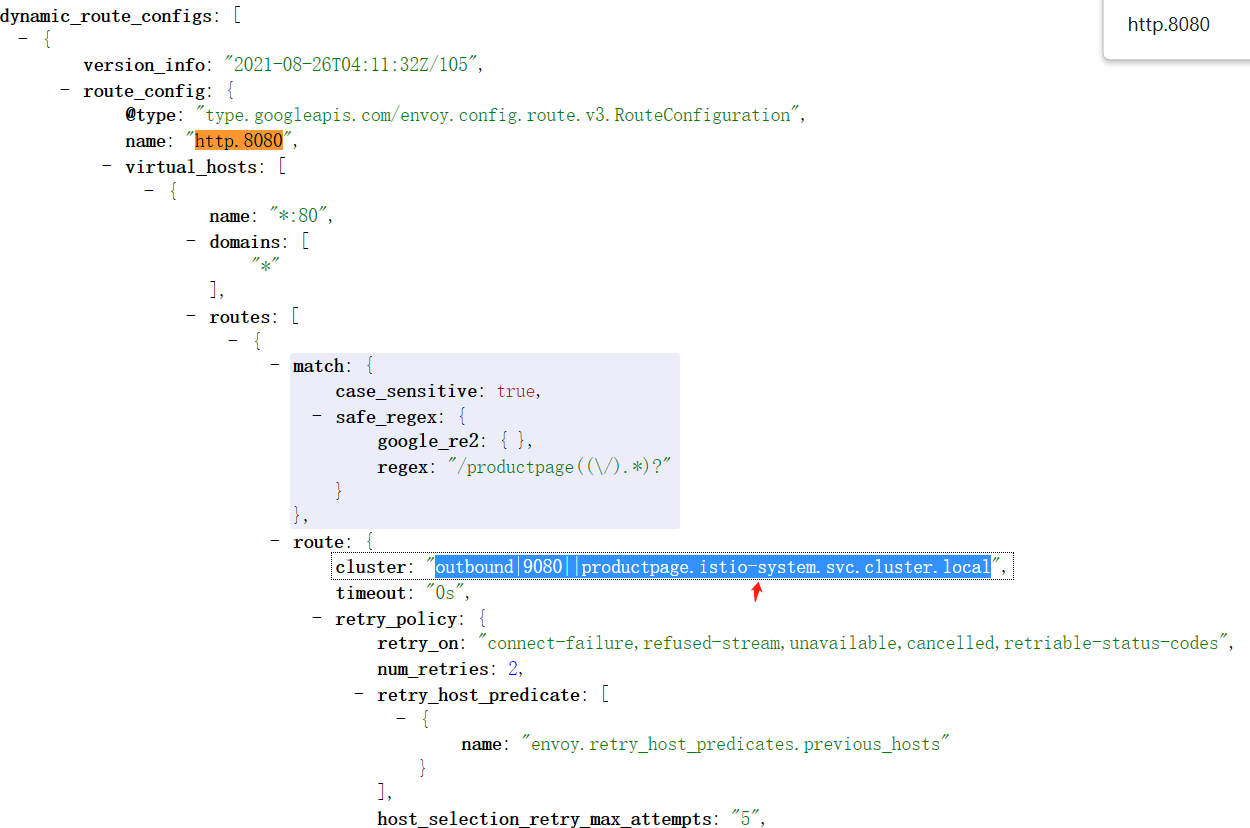 dynamic_route_configs: [
http.8080
- {
version_info: "2021-08-26T04:11:32Z/105",
- route_config: {
@type: "type.googleapis.com/envoy.config.route.v3.RouteConfiguration",
name: "http.8080",
- virtual_hosts: [
- {
name: "*:80",
- domains: [
"*"
],
- routes: [
- {
- match: {
case_sensitive: true,
- safe_regex: {
google_re2: { },
regex: "/productpage((\/).*)?"
}
},
- route: {
cluster: "outbound|9080||productpage.istio-system.svc.cluster.local",
timeout: "0s",
- retry_policy: {
retry_on: "connect-failure,refused-stream,unavailable,cancelled,retriable-status-codes",
num_retries: 2,
- retry_host_predicate: [
- {
name: "envoy.retry_host_predicates.previous_hosts"
}
],
host_selection_retry_max_attempts: "5",